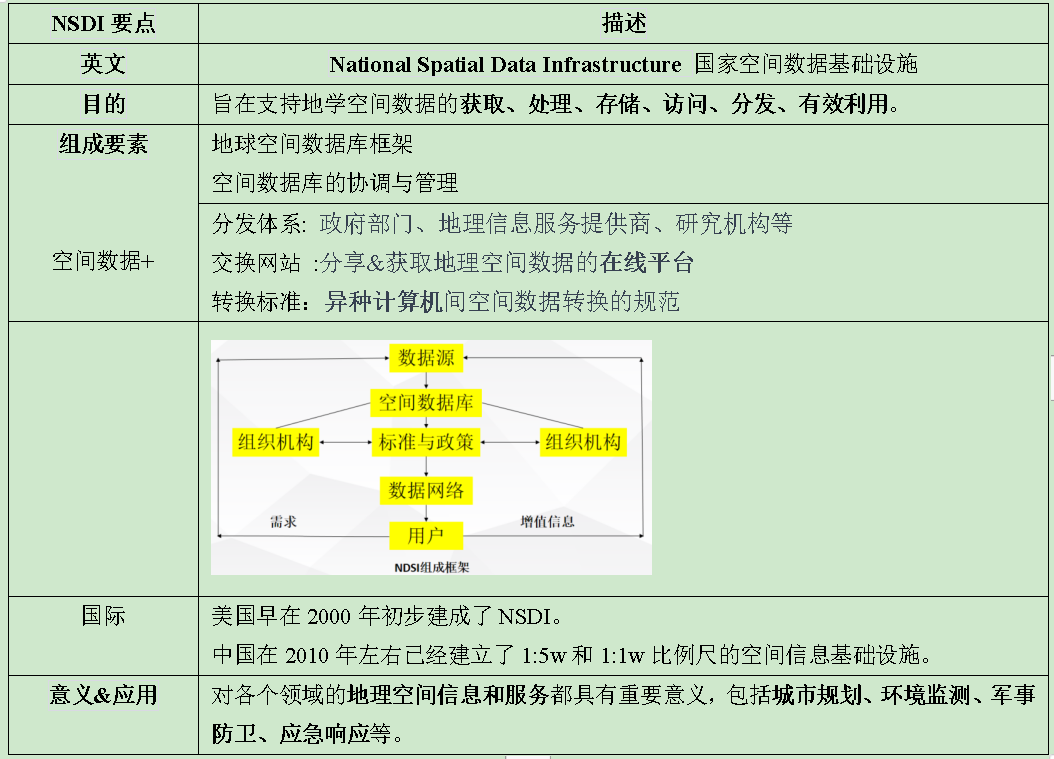 NSDI 要点 描述
英文 National Spatial Data Infrastructure 国家空间数据基础设施
目的 旨在支持地学空间数据的获取、处理、存储、访问、分发、有效利用。
组成要素 地球空间数据库框架
空间数据库的协调与管理
分发体系: 政府部门、地理信息服务提供商、研究机构等
空间数据+ 交换网站 :分享&获取地理空间数据的在线平台
转换标准：异种计算机间空间数据转换的规范
数据源
空间数据库
组织机构 标准与政策 组织机构
数据网络
需求 增值信息
用户
NDSI组成框架
国际 美国早在 2000 年初步建成了 NSDI。
中国在 2010 年左右已经建立了 1:5w 和 1:1w 比例尺的空间信息基础设施。
意义&应用 对各个领域的地理空间信息和服务都具有重要意义，包括城市规划、环境监测、军事
防卫、应急响应等。